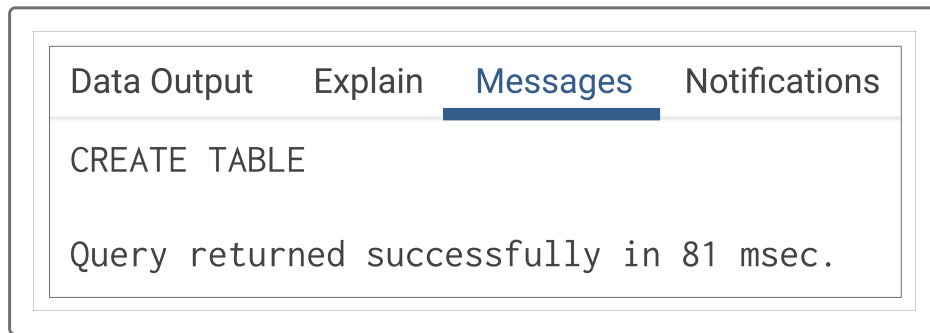 Data Output Explain Messages Notifications
CREATE TABLE
Query returned successfully in 81 msec.